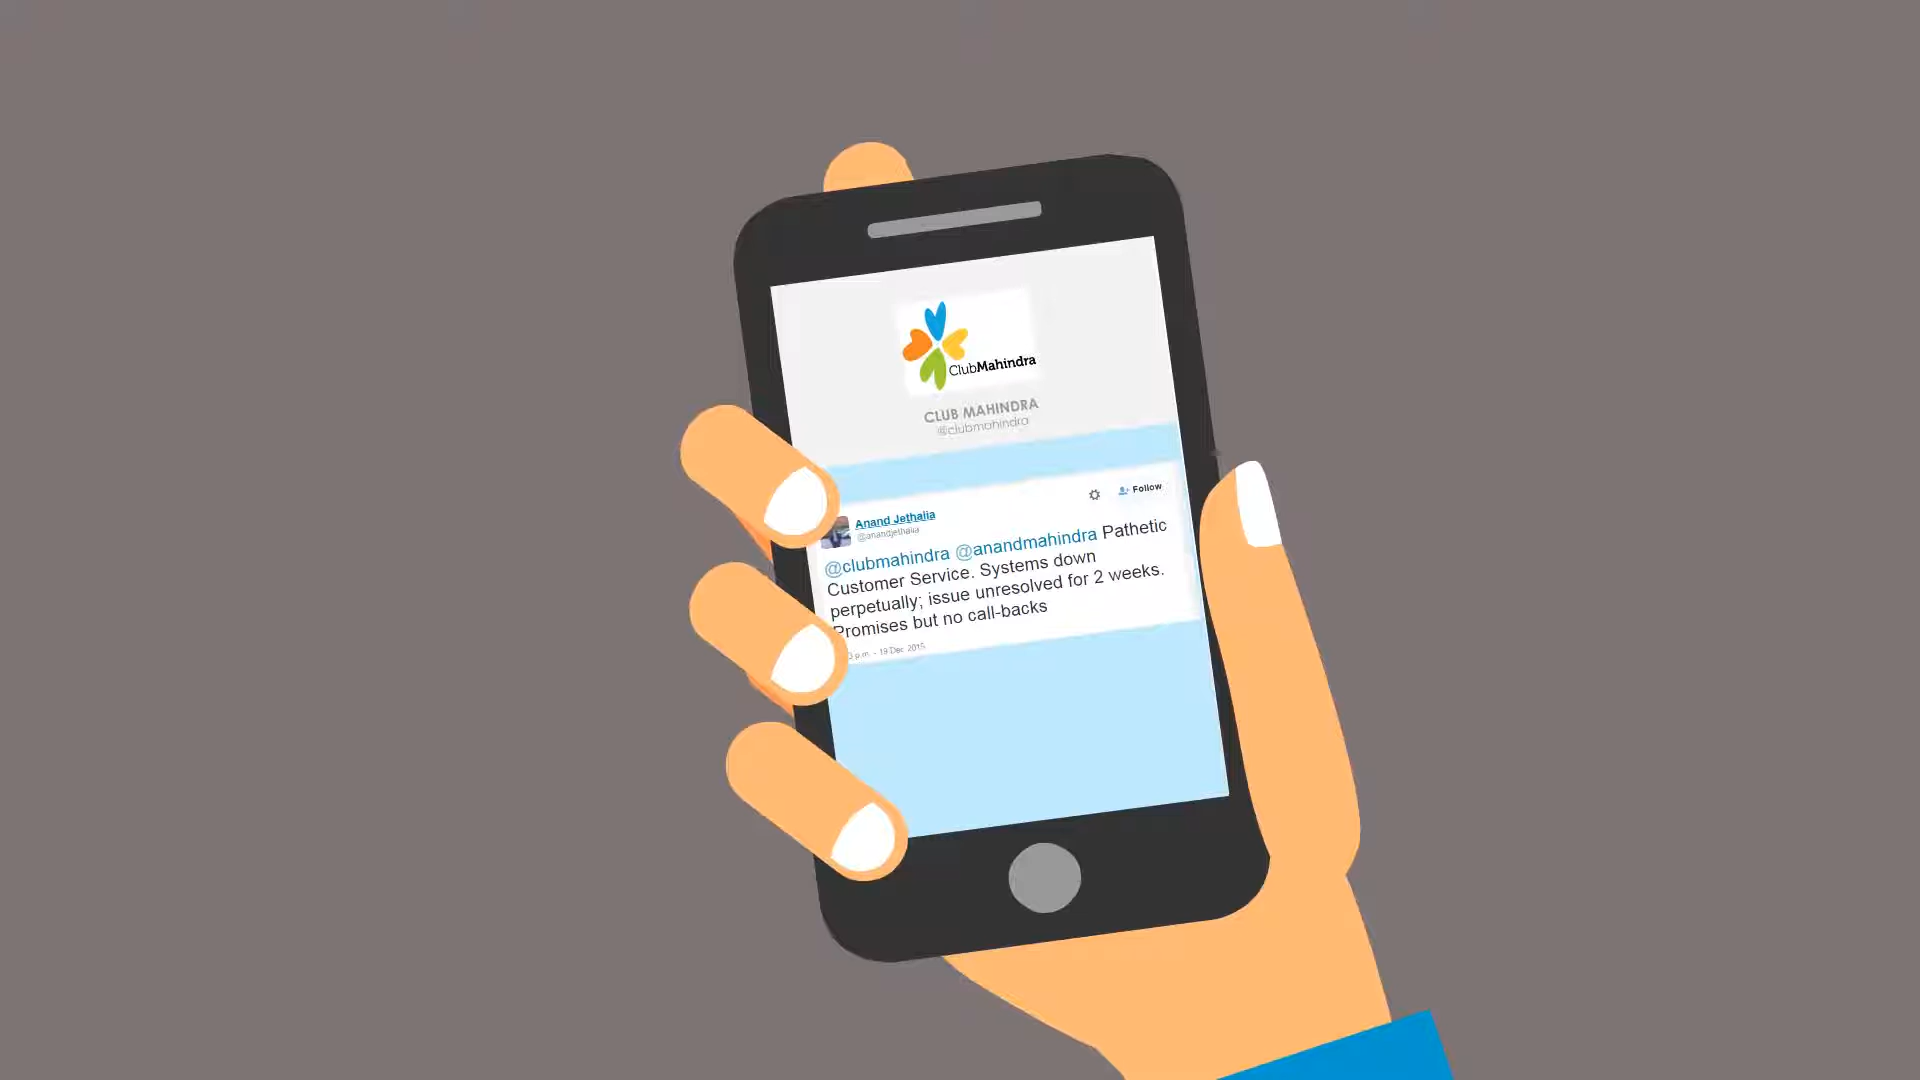 ClubMahindra
CLUB MAHINDRA
@clubmahindra
Follow
Anand Jethalia
@anandjethalia
@clubmahindra @anandmahindra Pathetic
Customer Service. Systems down
perpetually; issue unresolved for 2 weeks.
Promises but no call-backs
p.m. - 19 Dec 2015